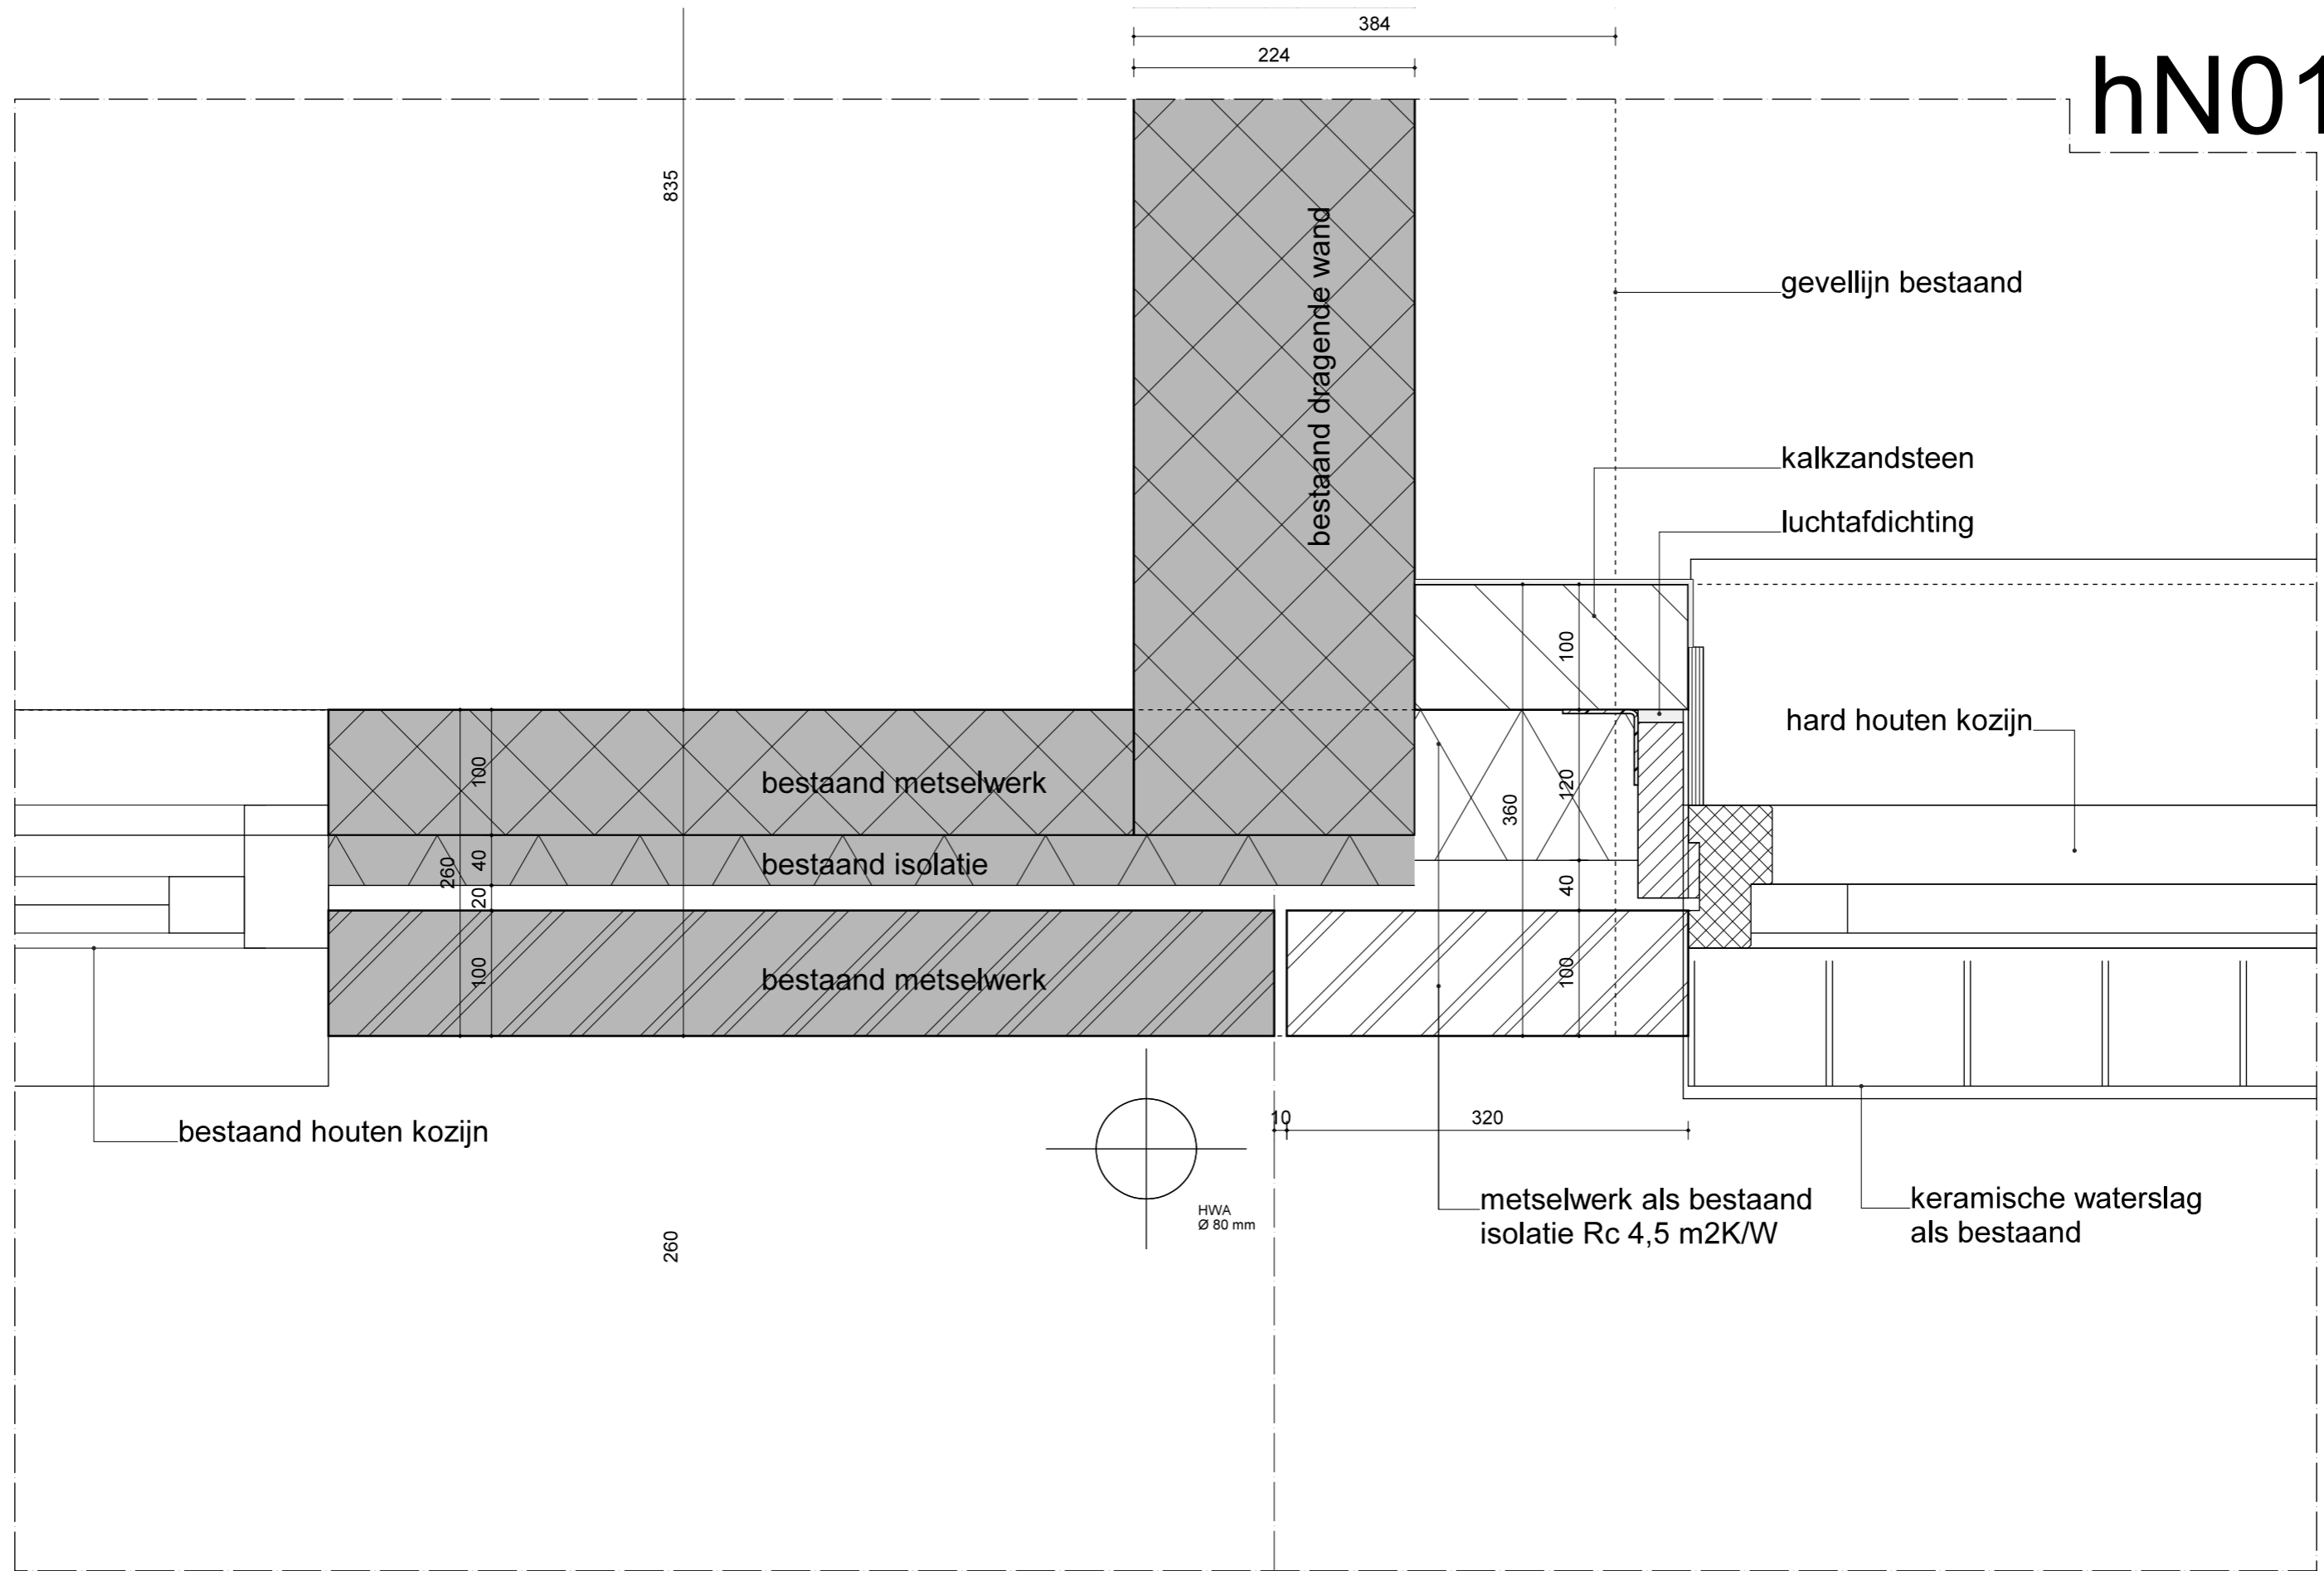 384
224
hN01
835
bestaand dragende wand
gevellijn bestaand
kalkzandsteen
luchtafdichting
100
hard houten kozijn
100
bestaand metselwerk
120
360
260
40
bestaand isolatie
20
40
100
bestaand metselwerk
100
10
320
bestaand houten kozijn
HWA
Ø 80 mm
260
metselwerk als bestaand
isolatie Rc 4,5 m2K/W
keramische waterslag
als bestaand